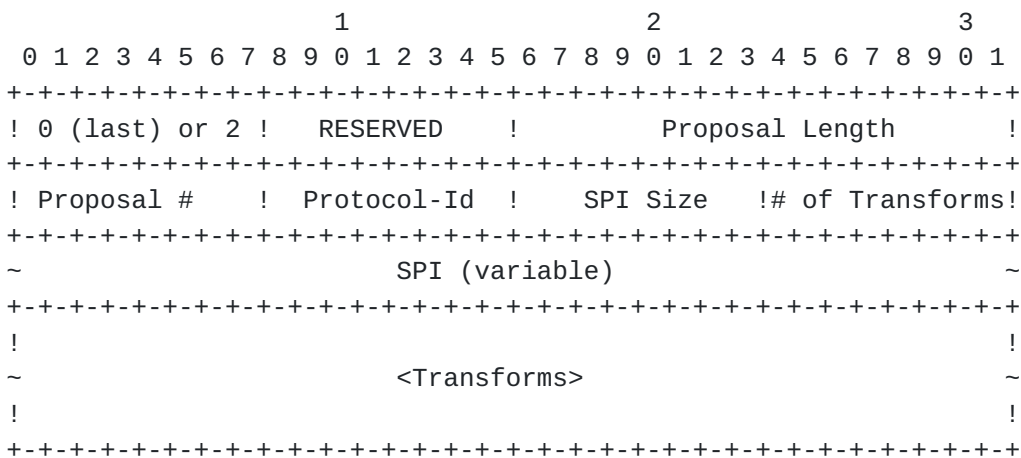 1                   2                   3
 0 1 2 3 4 5 6 7 8 9 0 1 2 3 4 5 6 7 8 9 0 1 2 3 4 5 6 7 8 9 0 1
+-+-+-+-+-+-+-+-+-+-+-+-+-+-+-+-+-+-+-+-+-+-+-+-+-+-+-+-+-+-+-+-+
! 0 (last) or 2 !   RESERVED    !         Proposal Length       !
+-+-+-+-+-+-+-+-+-+-+-+-+-+-+-+-+-+-+-+-+-+-+-+-+-+-+-+-+-+-+-+-+
! Proposal #    !  Protocol-Id  !    SPI Size   !# of Transforms!
+-+-+-+-+-+-+-+-+-+-+-+-+-+-+-+-+-+-+-+-+-+-+-+-+-+-+-+-+-+-+-+-+
~                        SPI (variable)                         ~
+-+-+-+-+-+-+-+-+-+-+-+-+-+-+-+-+-+-+-+-+-+-+-+-+-+-+-+-+-+-+-+-+
!                                                               !
~                        <Transforms>                           ~
!                                                               !
+-+-+-+-+-+-+-+-+-+-+-+-+-+-+-+-+-+-+-+-+-+-+-+-+-+-+-+-+-+-+-+-+